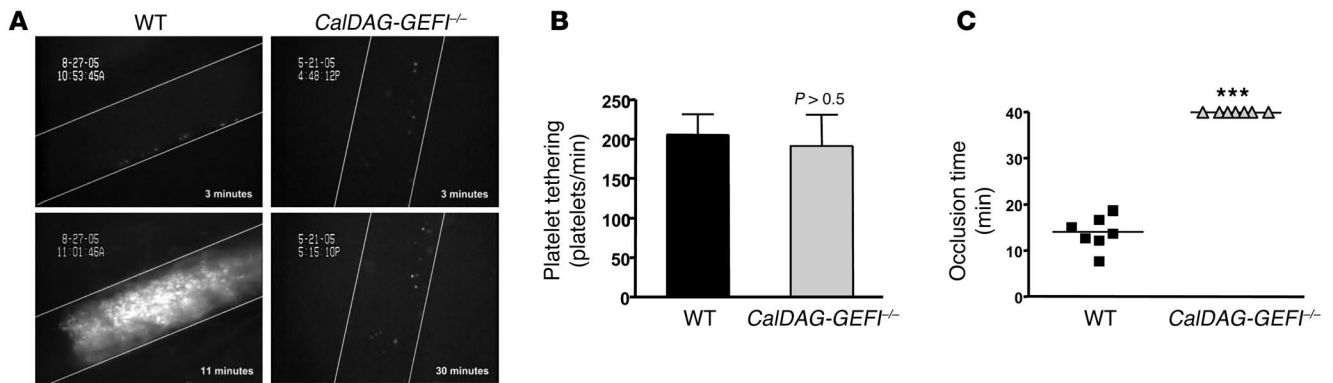 A
WT
CalDAG-GEFI–/–
8-27-05
10:53:45A
3 minutes
5-21-05
4:48:12P
3 minutes
8-27-05
11:01:46A
11 minutes
5-21-05
5:15:10P
30 minutes
B
Platelet tethering
(platelets/min)
250
200
150
100
50
0
P > 0.5
WT
CalDAG-GEFI–/–
C
Occlusion time
(min)
40
30
20
10
0
***
WT
CalDAG-GEFI–/–